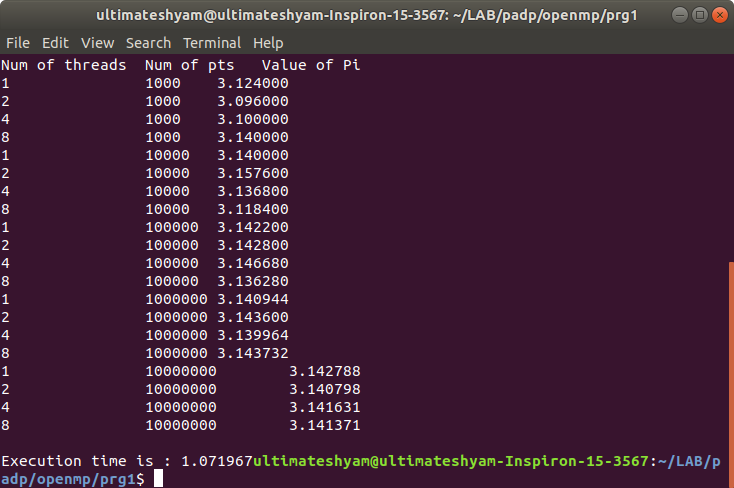 ultimateshyam@ultimateshyam-Inspiron-15-3567: ~/LAB/padp/openmp/prg1
File Edit View Search Terminal Help
Num of threads  Num of pts   Value of Pi
1               1000    3.124000
2               1000    3.096000
4               1000    3.100000
8               1000    3.140000
1               10000   3.140000
2               10000   3.157600
4               10000   3.136800
8               10000   3.118400
1               100000  3.142200
2               100000  3.142800
4               100000  3.146680
8               100000  3.136280
1               1000000 3.140944
2               1000000 3.143600
4               1000000 3.139964
8               1000000 3.143732
1               10000000        3.142788
2               10000000        3.140798
4               10000000        3.141631
8               10000000        3.141371
Execution time is : 1.071967ultimateshyam@ultimateshyam-Inspiron-15-3567:~/LAB/p
adp/openmp/prg1$